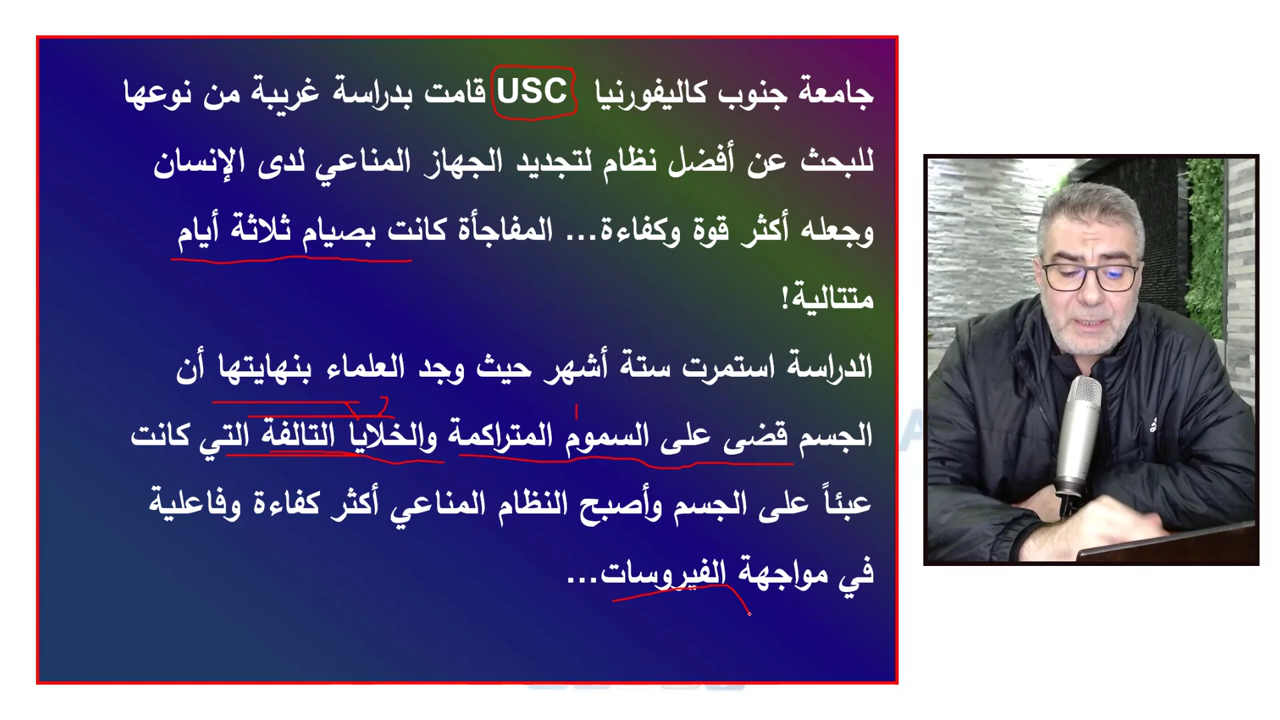 جامعة جنوب كاليفورنيا USC قامت بدراسة غريبة من نوعها
للبحث عن أفضل نظام لتجديد الجهاز المناعي لدى الإنسان
وجعله أكثر قوة وكفاءة... المفاجأة كانت بصيام ثلاثة أيام
متتالية!
الدراسة استمرت ستة أشهر حيث وجد العلماء بنهايتها أن
الجسم قضى على السموم المتراكمة والخلايا التالفة التي كانت
عبئاً على الجسم وأصبح النظام المناعي أكثر كفاءة وفاعلية
في مواجهة الفيروسات...